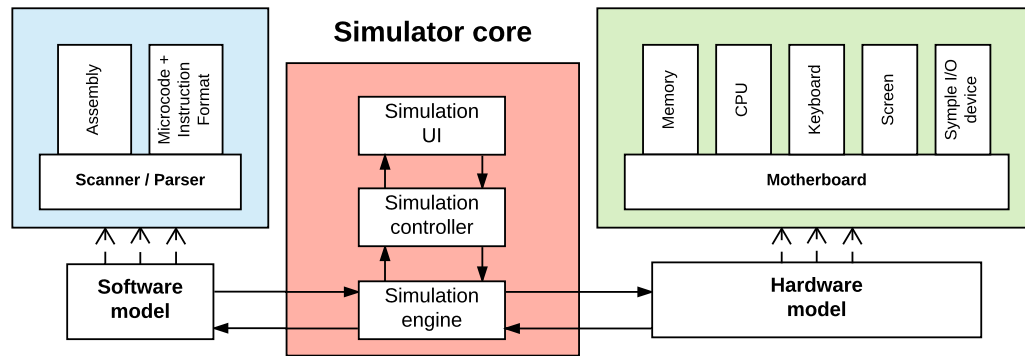 Simulator core
Assembly
Microcode +
Instruction
Format
Scanner / Parser
Simulation
UI
Simulation
controller
Simulation
engine
Memory
CPU
Keyboard
Screen
Symple I/O
device
Motherboard
Software
model
Hardware
model